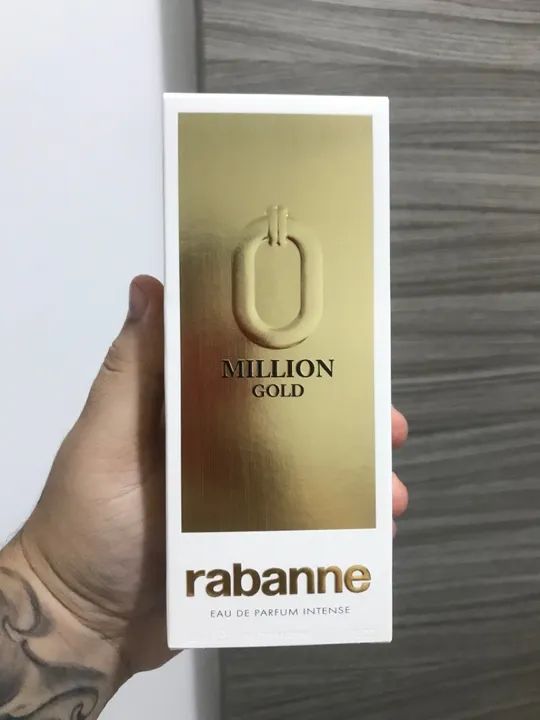 MILLION
GOLD
rabanne
EAU DE PARFUM INTENSE